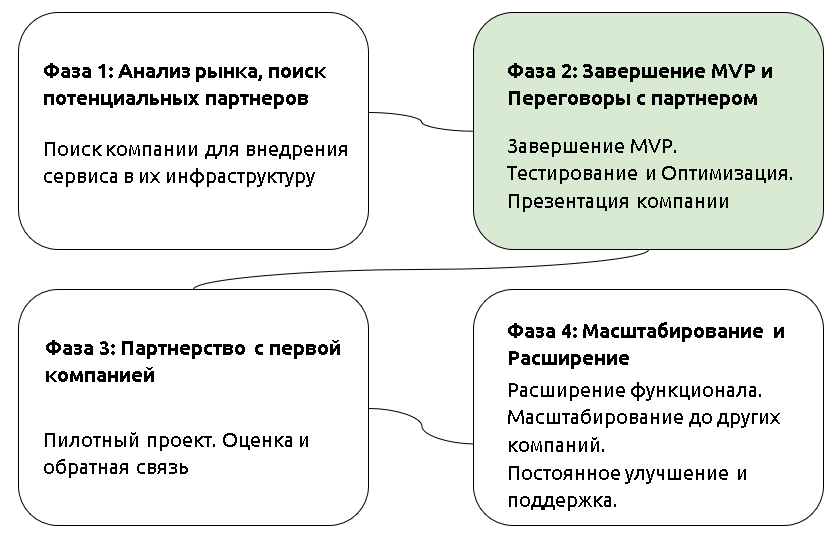 Фаза 1: Анализ рынка, поиск
потенциальных партнеров
Поиск компании для внедрения
сервиса в их инфраструктуру
Фаза 2: Завершение MVP и
Переговоры с партнером
Завершение MVP.
Тестирование и Оптимизация.
Презентация компании
Фаза 3: Партнерство с первой
компанией
Пилотный проект. Оценка и
обратная связь
Фаза 4: Масштабирование и
Расширение
Расширение функционала.
Масштабирование до других
компаний.
Постоянное улучшение и
поддержка.